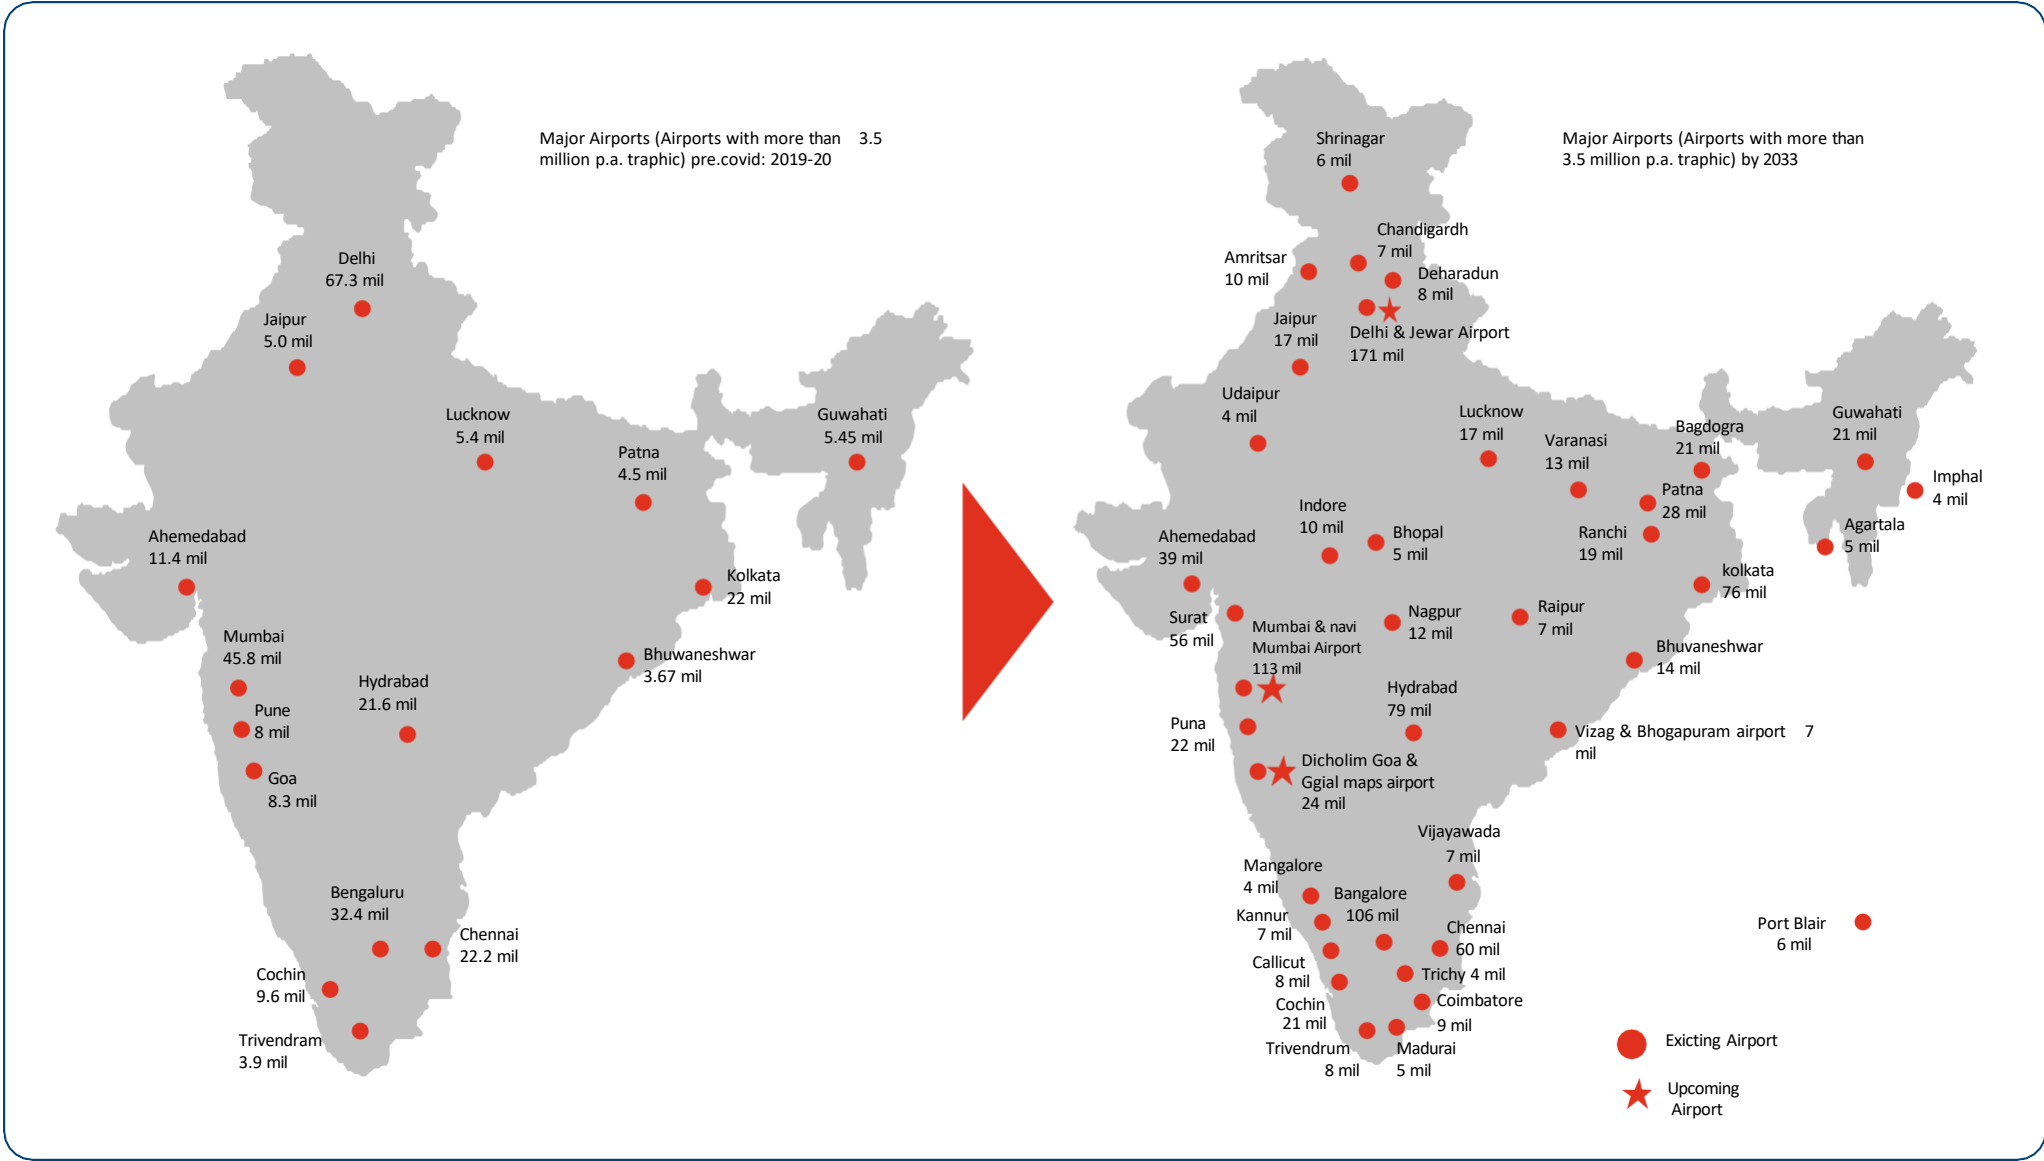 Major Airports (Airports with more than 3.5
million p.a. traphic) pre.covid: 2019-20
Delhi
67.3 mil
Jaipur
5.0 mil
Lucknow
5.4 mil
Guwahati
5.45 mil
Patna
4.5 mil
Ahemedabad
11.4 mil
Kolkata
22 mil
Mumbai
45.8 mil
Bhuwaneshwar
3.67 mil
Hydrabad
21.6 mil
Pune
8 mil
Goa
8.3 mil
Bengaluru
32.4 mil
Chennai
22.2 mil
Cochin
9.6 mil
Trivendram
3.9 mil
Major Airports (Airports with more than
3.5 million p.a. traphic) by 2033
Shrinagar
6 mil
Chandigardh
7 mil
Amritsar
10 mil
Deharadun
8 mil
Jaipur
17 mil
Delhi & Jewar Airport
171 mil
Udaipur
4 mil
Lucknow
17 mil
Varanasi
13 mil
Bagdogra
21 mil
Guwahati
21 mil
Imphal
4 mil
Patna
28 mil
Indore
10 mil
Bhopal
5 mil
Ranchi
19 mil
Agartala
5 mil
Ahemedabad
39 mil
kolkata
76 mil
Surat
56 mil
Mumbai & navi
Mumbai Airport
113 mil
Nagpur
12 mil
Raipur
7 mil
Bhuvaneshwar
14 mil
Hydrabad
79 mil
Puna
22 mil
Vizag & Bhogapuram airport 7
mil
Dicholim Goa &
Ggial maps airport
24 mil
Vijayawada
7 mil
Mangalore
4 mil
Bangalore
106 mil
Kannur
7 mil
Chennai
60 mil
Port Blair
6 mil
Callicut
8 mil
Trichy 4 mil
Cochin
21 mil
Coimbatore
9 mil
Trivendrum
8 mil
Madurai
5 mil
Exicting Airport
Upcoming
Airport